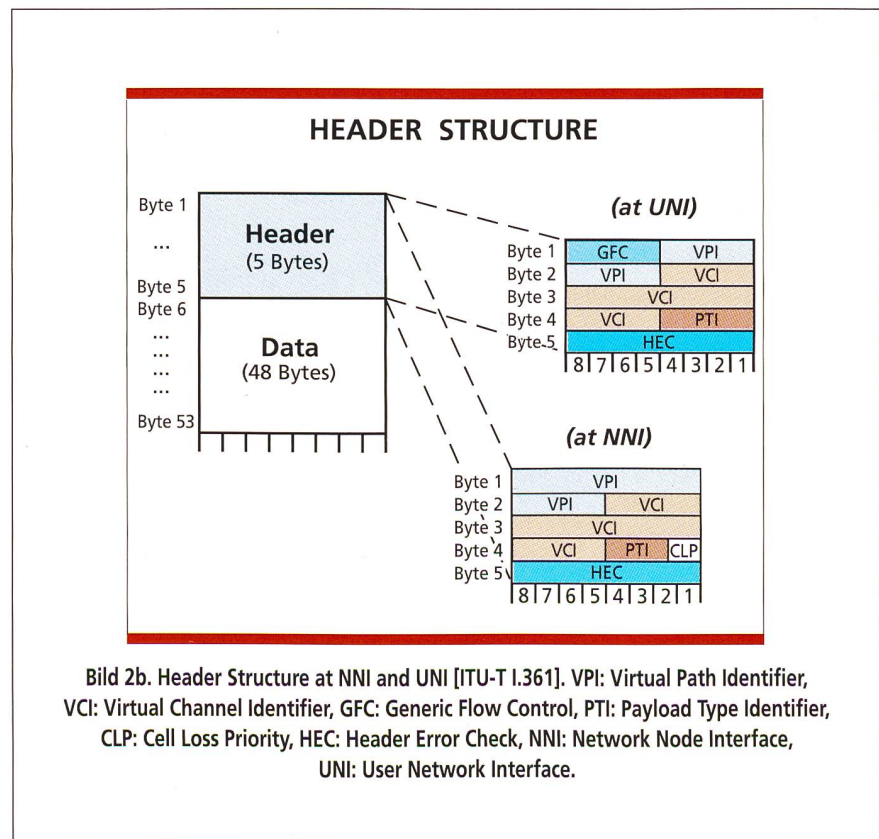 HEADER STRUCTURE
Byte 1
...
Byte 5
Byte 6
...
...
...
...
Byte 53
Header
(5 Bytes)
Data
(48 Bytes)
(at UNI)
Byte 1 GFC VPI
Byte 2 VPI VCI
Byte 3 VCI
Byte 4 VCI PTI
Byte 5 HEC
8 7 6 5 4 3 2 1
(at NNI)
Byte 1 VPI
Byte 2 VPI VCI
Byte 3 VCI
Byte 4 VCI PTI CLP
Byte 5 HEC
8 7 6 5 4 3 2 1
Bild 2b. Header Structure at NNI and UNI [ITU-T I.361]. VPI: Virtual Path Identifier,
VCI: Virtual Channel Identifier, GFC: Generic Flow Control, PTI: Payload Type Identifier,
CLP: Cell Loss Priority, HEC: Header Error Check, NNI: Network Node Interface,
UNI: User Network Interface.